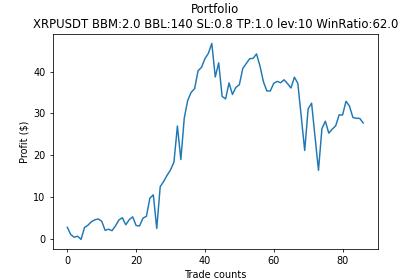 Portfolio
XRPUSDT BBM:2.0 BBL:140 SL:0.8 TP:1.0 lev:10 WinRatio:62.0
Profit ($)
40
30
20
10
0
0 20 40 60 80
Trade counts